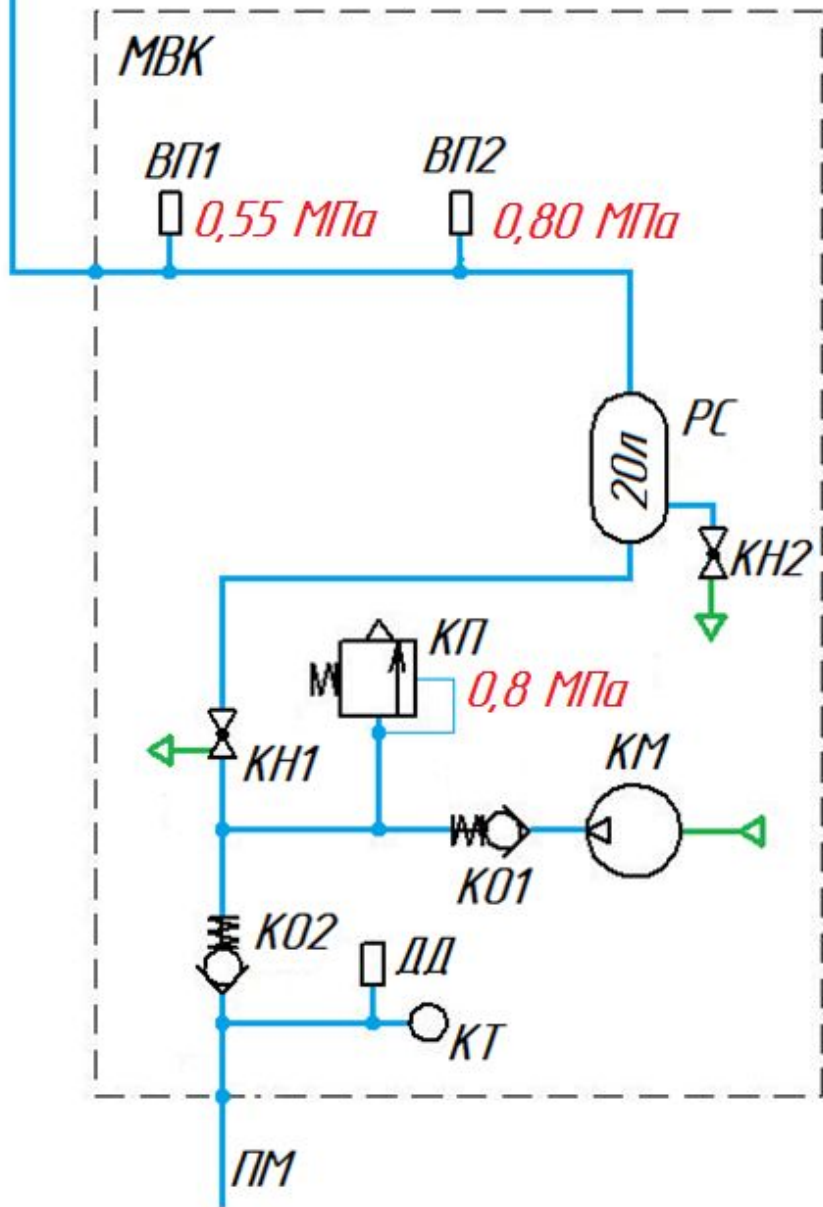 МВК
ВП1
ВП2
0,55 МПа
0,80 МПа
РС
20л
КН2
КП
0,8 МПа
КН1
КМ
КО1
КО2
ДД
КТ
ПМ